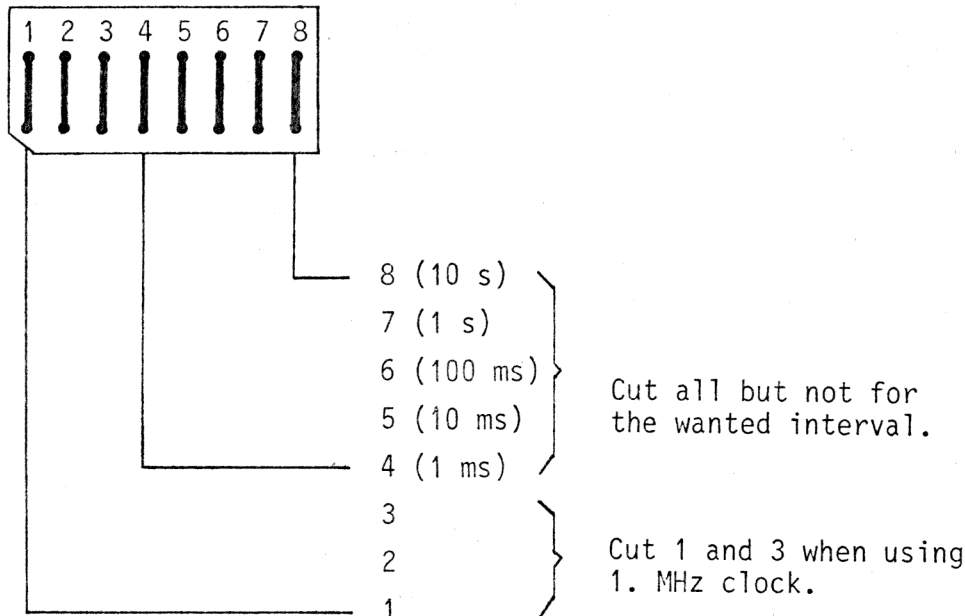 1 2 3 4 5 6 7 8
8 (10 s)
7 (1 s)
6 (100 ms)
5 (10 ms)
4 (1 ms)
Cut all but not for
the wanted interval.
3
2
1
Cut 1 and 3 when using
1. MHz clock.